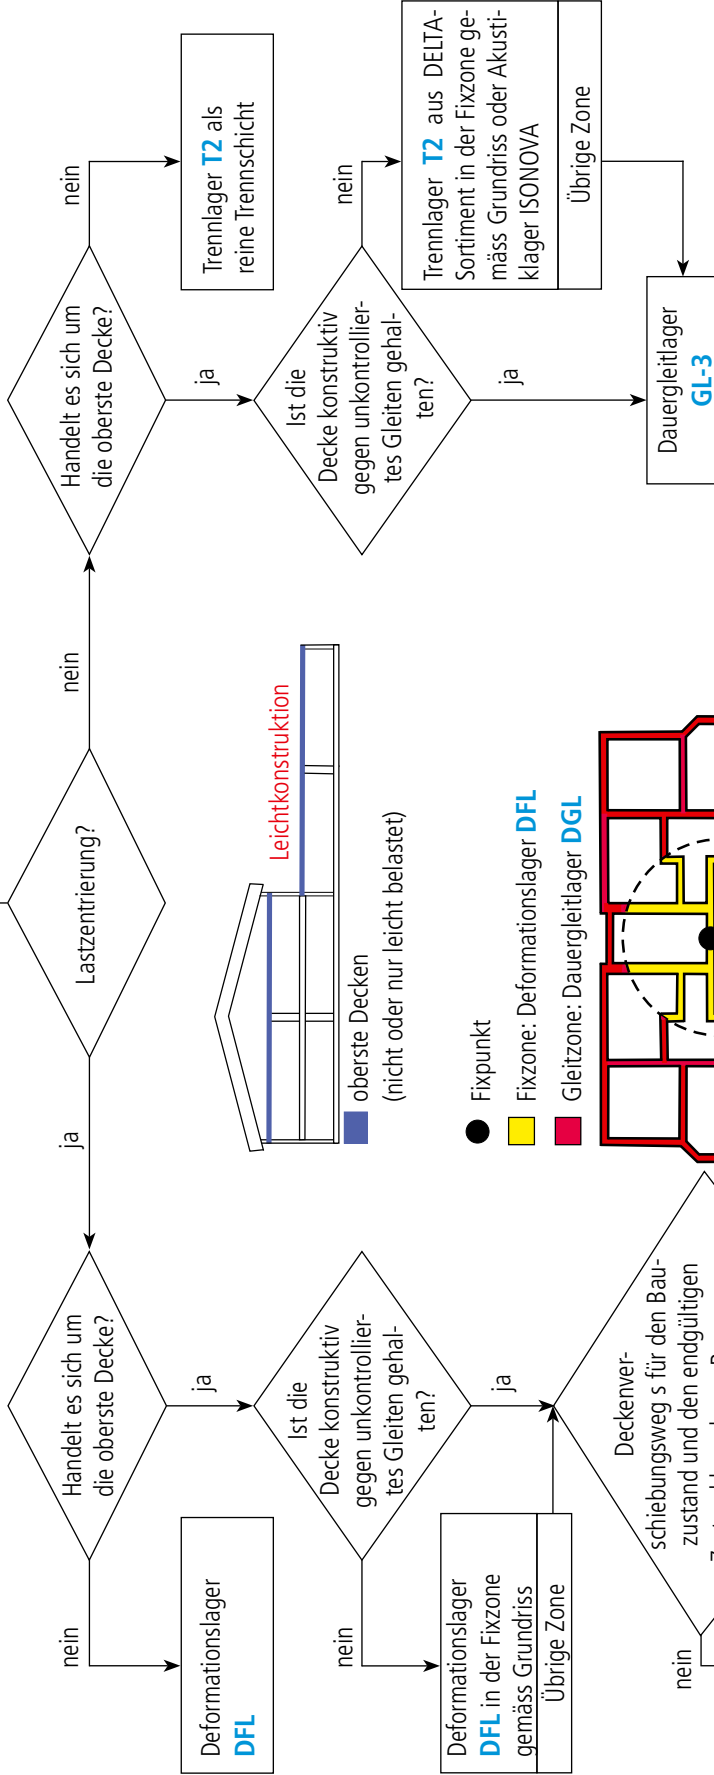 Lastzentrierung?
ja
nein
Handelt es sich um
die oberste Decke?
nein
ja
Deformationslager
DFL
Ist die
Decke konstruktiv
gegen unkontrollier-
tes Gleiten gehal-
ten?
nein
ja
Deformationslager
DFL in der Fixzone
gemäss Grundriss
Übrige Zone
Deckenver-
schiebungsweg s für den Bau-
zustand und den endgültigen
nein
Leichtkonstruktion
oberste Decken
(nicht oder nur leicht belastet)
Fixpunkt
Fixzone: Deformationslager DFL
Gleitzone: Dauergleitlager DGL
Handelt es sich um
die oberste Decke?
nein
ja
Trennlager T2 als
reine Trennschicht
Ist die
Decke konstruktiv
gegen unkontrollier-
tes Gleiten gehal-
ten?
nein
ja
Trennlager T2 aus DELTA-
Sortiment in der Fixzone ge-
mäss Grundriss oder Akusti-
klager ISONOVA
Übrige Zone
Dauergleitlager
GL-3